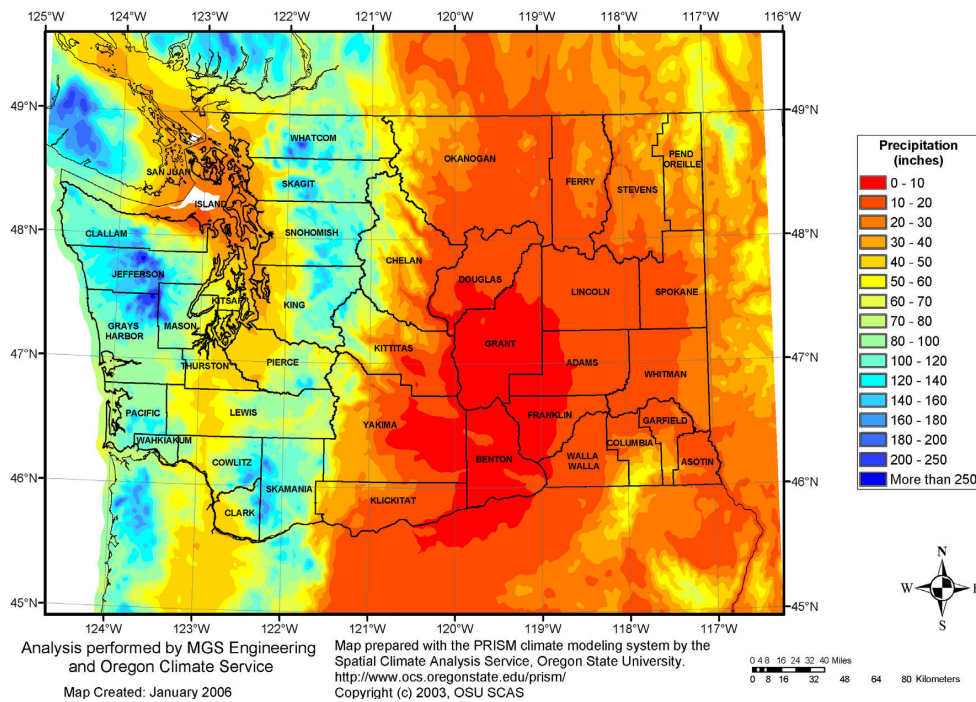 125°W 124°W 123°W 122°W 121°W 120°W 119°W 118°W 117°W 116°W
49°N 49°N
48°N 48°N
47°N 47°N
46°N 46°N
45°N 45°N
124°W 123°W 122°W 121°W 120°W 119°W 118°W 117°W
WHATCOM
OKANOGAN
PEND
OREILLE
SAN JUAN
SKAGIT
FERRY
STEVENS
ISLAND
CLALLAM
SNOHOMISH
CHELAN
JEFFERSON
DOUGLAS
KITSAP
KING
LINCOLN
SPOKANE
GRAYS
HARBOR
MASON
GRANT
KITTITAS
THURSTON
PIERCE
ADAMS
WHITMAN
PACIFIC
LEWIS
YAKIMA
FRANKLIN
GARFIELD
WAHKIAKUM
COLUMBIA
COWLITZ
BENTON
WALLA
WALLA
ASOTIN
SKAMANIA
KLICKITAT
CLARK
Precipitation
(inches)
0 - 10
10 - 20
20 - 30
30 - 40
40 - 50
50 - 60
60 - 70
70 - 80
80 - 100
100 - 120
120 - 140
140 - 160
160 - 180
180 - 200
200 - 250
More than 250
N
W E
S
Analysis performed by MGS Engineering
and Oregon Climate Service
Map Created: January 2006
Map prepared with the PRISM climate modeling system by the
Spatial Climate Analysis Service, Oregon State University.
http://www.ocs.oregonstate.edu/prism/
Copyright (c) 2003, OSU SCAS
0 4 8 16 24 32 40 Miles
0 8 16 32 48 64 80 Kilometers